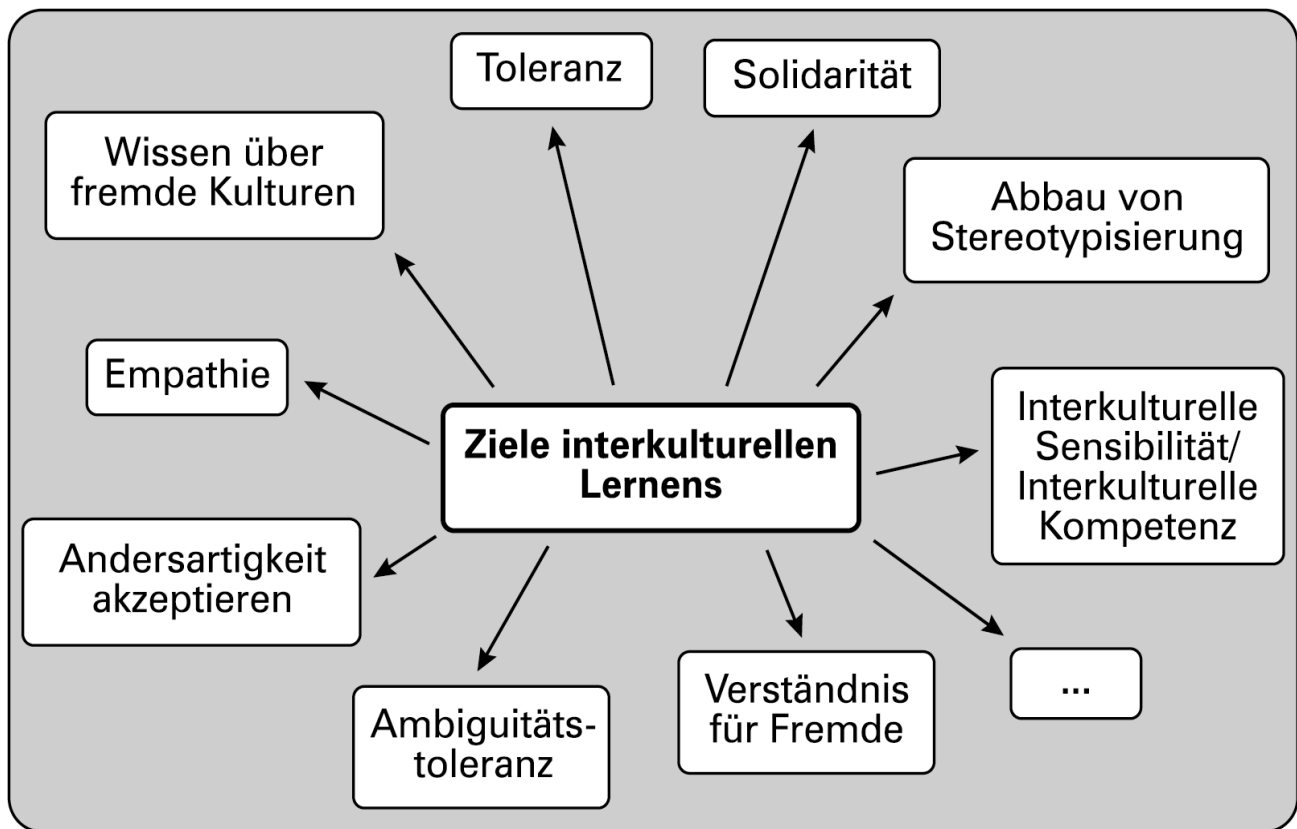 Toleranz
Solidarität
Wissen über
fremde Kulturen
Abbau von
Stereotypisierung
Empathie
Ziele interkulturellen
Lernens
Interkulturelle
Sensibilität/
Interkulturelle
Kompetenz
Andersartigkeit
akzeptieren
Ambiguitäts-
toleranz
Verständnis
für Fremde
...